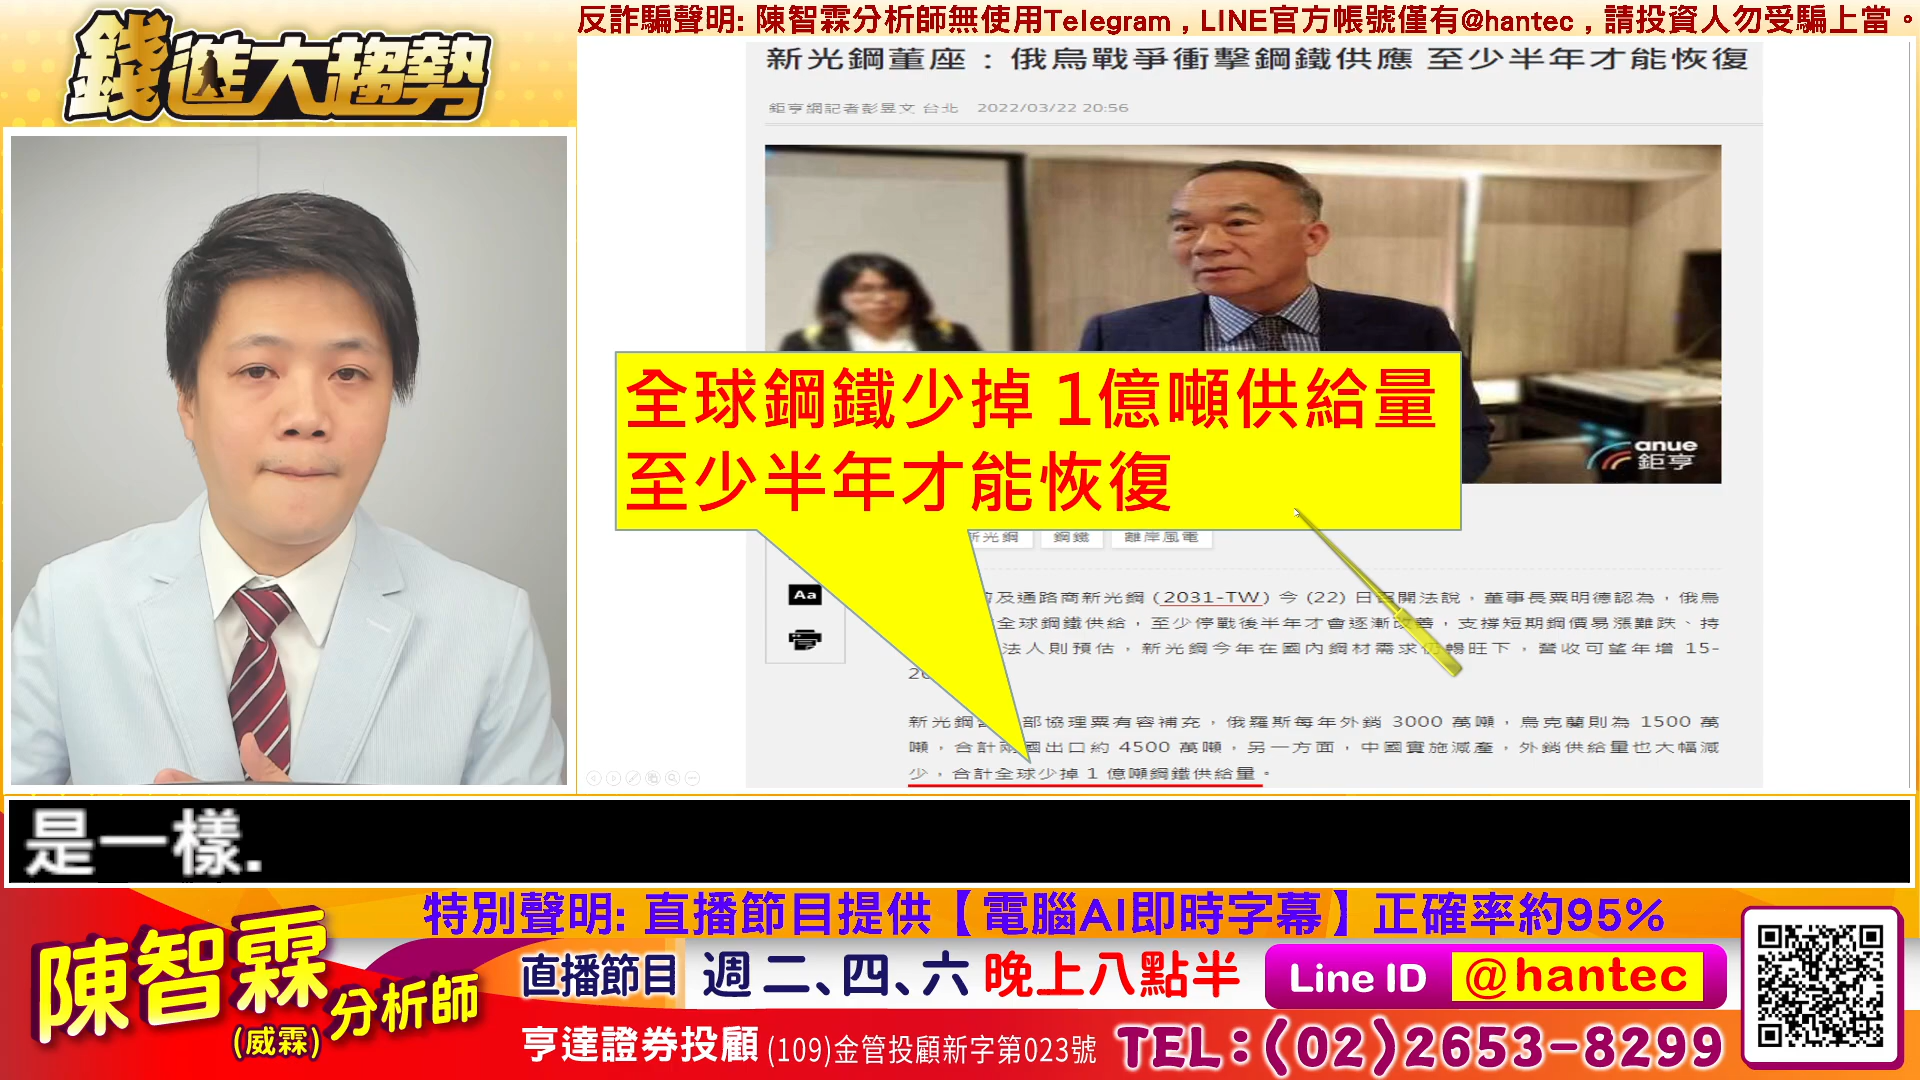 反詐騙聲明: 陳智霖分析師無使用Telegram , LINE官方帳號僅有@hantec , 請投資人勿受騙上當。
錢進大趨勢
新光鋼董座：俄烏戰爭衝擊鋼鐵供應 至少半年才能恢復
鉅亨網記者彭昱文 台北 2022/03/22 20:56
anue
鉅亨
全球鋼鐵少掉 1億噸供給量
至少半年才能恢復
新光鋼 鋼鐵 離岸風電
Aa
及通路商新光鋼 (2031-TW) 今 (22) 日召開法說，董事長粟明德認為，俄烏
全球鋼鐵供給，至少停戰後半年才會逐漸改善，支撐短期鋼價易漲難跌、持
法人則預估，新光鋼今年在國內鋼材需求仍暢旺下，營收可望年增 15-
新光鋼 部協理粟有容補充，俄羅斯每年外銷 3000 萬噸，烏克蘭則為 1500 萬
噸，合計兩國出口約 4500 萬噸，另一方面，中國實施減產，外銷供給量也大幅減
少，合計全球少掉 1 億噸鋼鐵供給量。
是一樣.
特別聲明: 直播節目提供【電腦AI即時字幕】正確率約95%
陳智霖分析師
(威霖)
直播節目 週二、四、六 晚上八點半
Line ID @hantec
亨達證券投顧 (109)金管投顧新字第023號 TEL:(02)2653-8299